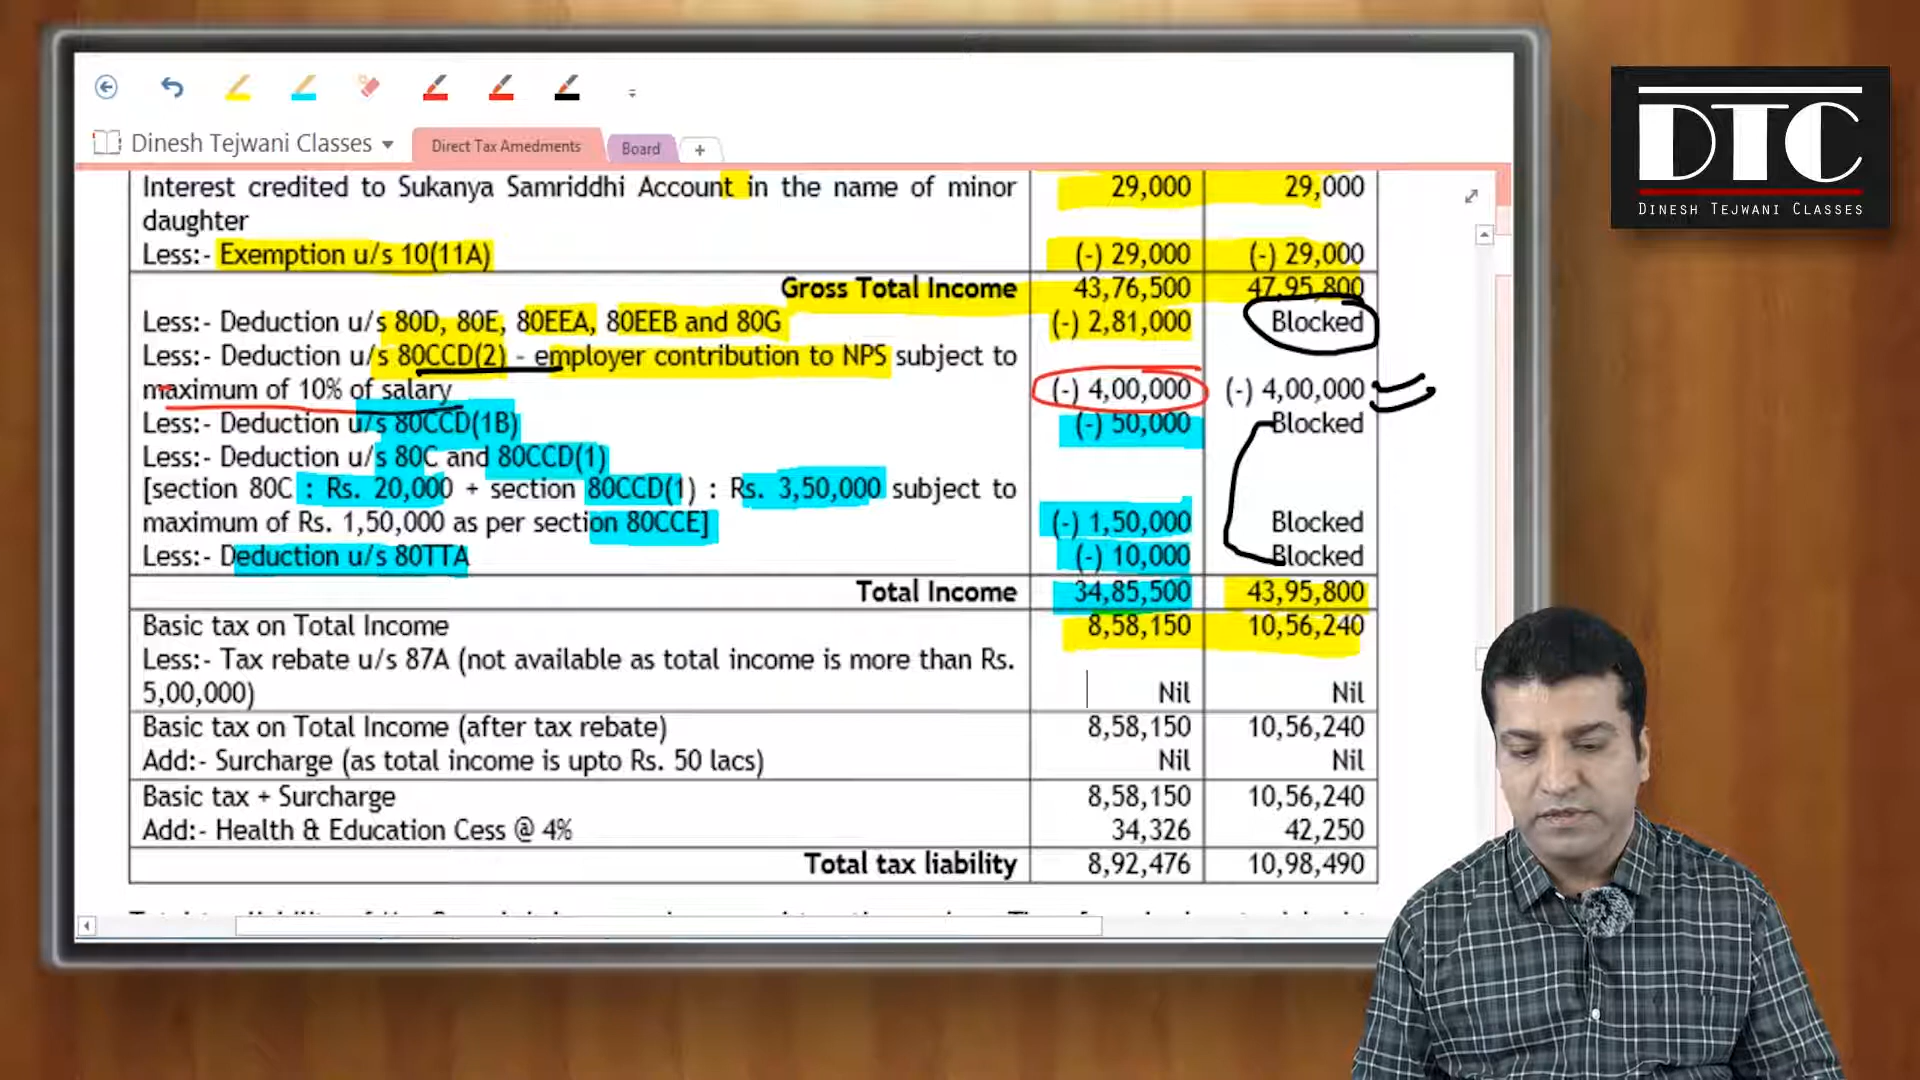 DTC
DINESH TEJWANI CLASSES
Dinesh Tejwani Classes
Direct Tax Amedments
Board
+
Interest credited to Sukanya Samriddhi Account in the name of minor 29,000 29,000
daughter
Less:- Exemption u/s 10(11A) (-) 29,000 (-) 29,000
Gross Total Income 43,76,500 47,95,800
Less:- Deduction u/s 80D, 80E, 80EEA, 80EEB and 80G (-) 2,81,000 Blocked
Less:- Deduction u/s 80CCD(2) - employer contribution to NPS subject to
maximum of 10% of salary (-) 4,00,000 (-) 4,00,000
Less:- Deduction u/s 80CCD(1B) (-) 50,000 Blocked
Less:- Deduction u/s 80C and 80CCD(1)
[section 80C : Rs. 20,000 + section 80CCD(1) : Rs. 3,50,000 subject to
maximum of Rs. 1,50,000 as per section 80CCE] (-) 1,50,000 Blocked
Less:- Deduction u/s 80TTA (-) 10,000 Blocked
Total Income 34,85,500 43,95,800
Basic tax on Total Income 8,58,150 10,56,240
Less:- Tax rebate u/s 87A (not available as total income is more than Rs.
5,00,000) Nil Nil
Basic tax on Total Income (after tax rebate) 8,58,150 10,56,240
Add:- Surcharge (as total income is upto Rs. 50 lacs) Nil Nil
Basic tax + Surcharge 8,58,150 10,56,240
Add:- Health & Education Cess @ 4% 34,326 42,250
Total tax liability 8,92,476 10,98,490